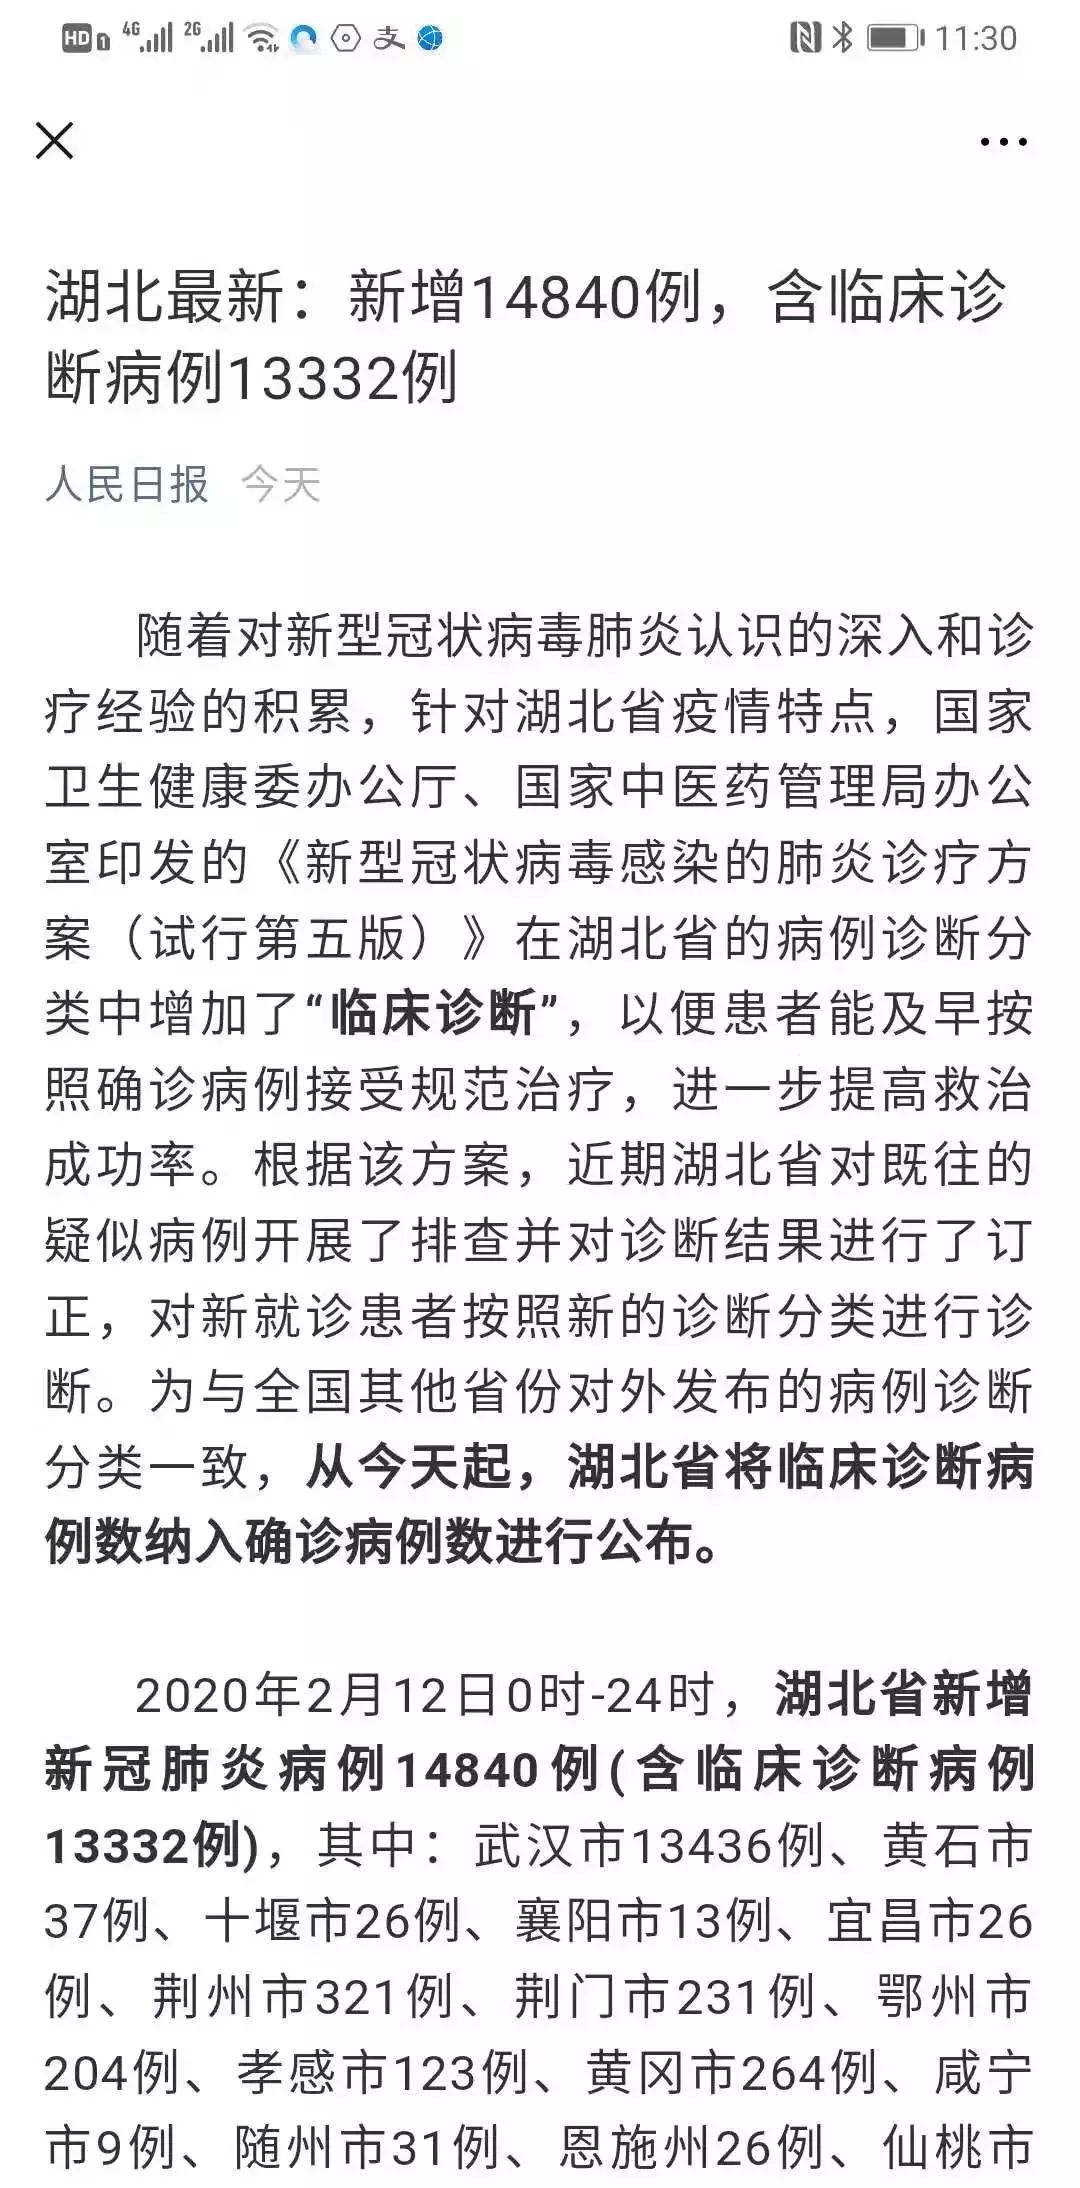 HD 1 4G 2G 支 11:30
湖北最新：新增14840例，含临床诊
断病例13332例
人民日报 今天
随着对新型冠状病毒肺炎认识的深入和诊
疗经验的积累，针对湖北省疫情特点，国家
卫生健康委办公厅、国家中医药管理局办公
室印发的《新型冠状病毒感染的肺炎诊疗方
案（试行第五版）》在湖北省的病例诊断分
类中增加了“临床诊断”，以便患者能及早按
照确诊病例接受规范治疗，进一步提高救治
成功率。根据该方案，近期湖北省对既往的
疑似病例开展了排查并对诊断结果进行了订
正，对新就诊患者按照新的诊断分类进行诊
断。为与全国其他省份对外发布的病例诊断
分类一致，从今天起，湖北省将临床诊断病
例数纳入确诊病例数进行公布。
2020年2月12日0时-24时，湖北省新增
新冠肺炎病例14840例(含临床诊断病例
13332例)，其中：武汉市13436例、黄石市
37例、十堰市26例、襄阳市13例、宜昌市26
例、荆州市321例、荆门市231例、鄂州市
204例、孝感市123例、黄冈市264例、咸宁
市9例、随州市31例、恩施州26例、仙桃市